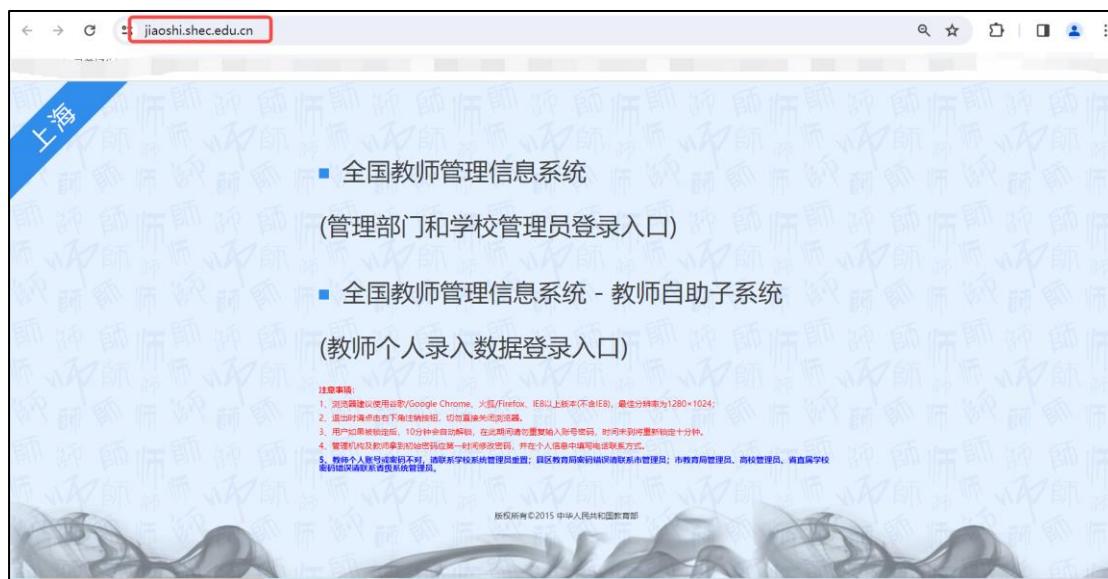 jiaoshi.shec.edu.cn
上海
全国教师管理信息系统
(管理部门和学校管理员登录入口)
全国教师管理信息系统 - 教师自助子系统
(教师个人录入数据登录入口)
注意事项:
1、浏览器建议使用谷歌/Google Chrome、火狐/Firefox、IE8以上版本(不含IE8)，最佳分辨率为1280×1024;
2、退出时请点击右下角注销按钮，切勿直接关闭浏览器。
3、用户如果被锁定后，10分钟会自动解锁，在此期间请勿重复输入账号密码，时间未到将重新锁定十分钟。
4、管理机构及教师拿到初始密码应第一时间修改密码，并在个人信息中填写电话联系方式。
5、教师个人账号或密码不对，请联系学校系统管理员重置；县区教育局密码错误请联系市管理员；市教育局管理员、高校管理员、省直属学校
密码错误请联系省级系统管理员。
版权所有©2015 中华人民共和国教育部